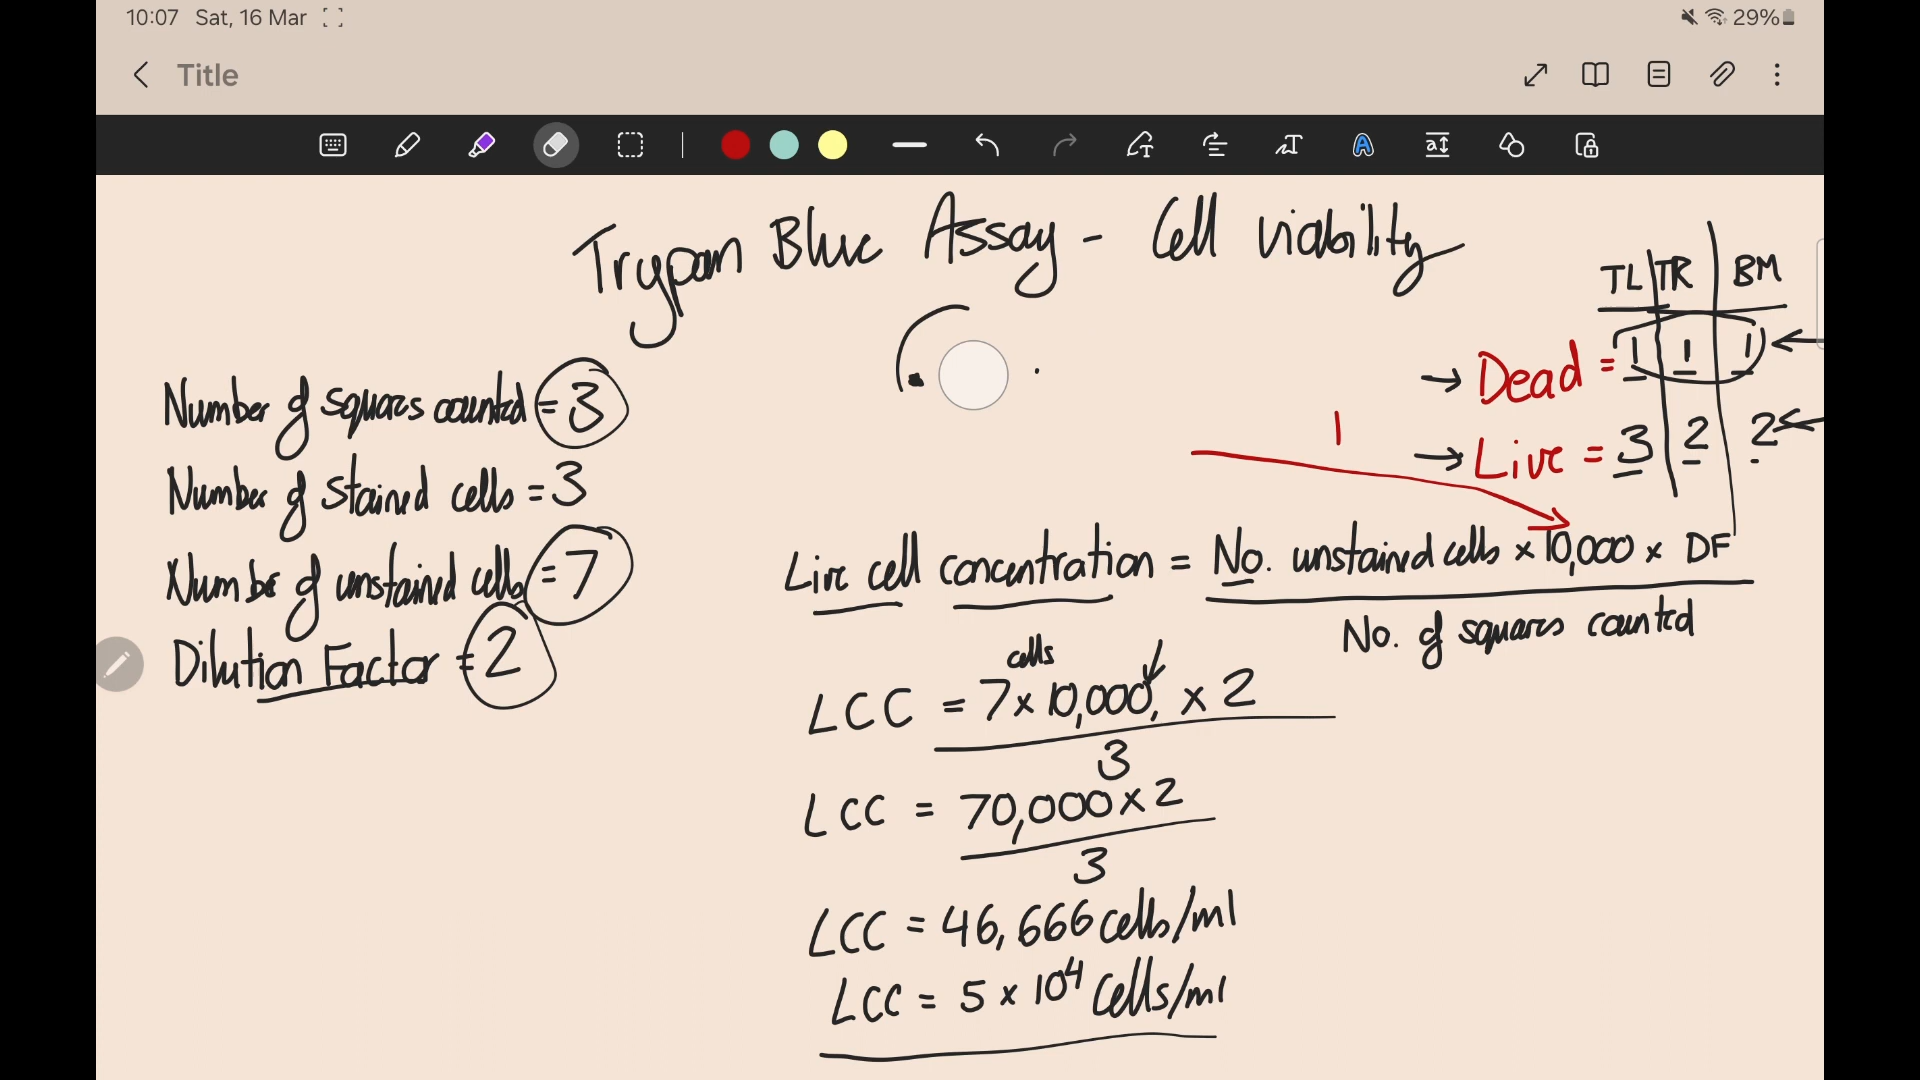 10:07 Sat, 16 Mar 29%
Title
Trypan Blue Assay - Cell viability
TL TR BM
→ Dead = 1 1 1
→ Live = 3 2 2
Number of squares counted = 3
Number of stained cells = 3
Number of unstained cells = 7
Dilution Factor = 2
Live cell concentration = No. unstained cells x 10,000 x DF
No. of squares counted
cells
LCC = 7 x 10,000, x 2
3
LCC = 70,000 x 2
3
LCC = 46,666 cells/ml
LCC = 5 x 10⁴ cells/ml